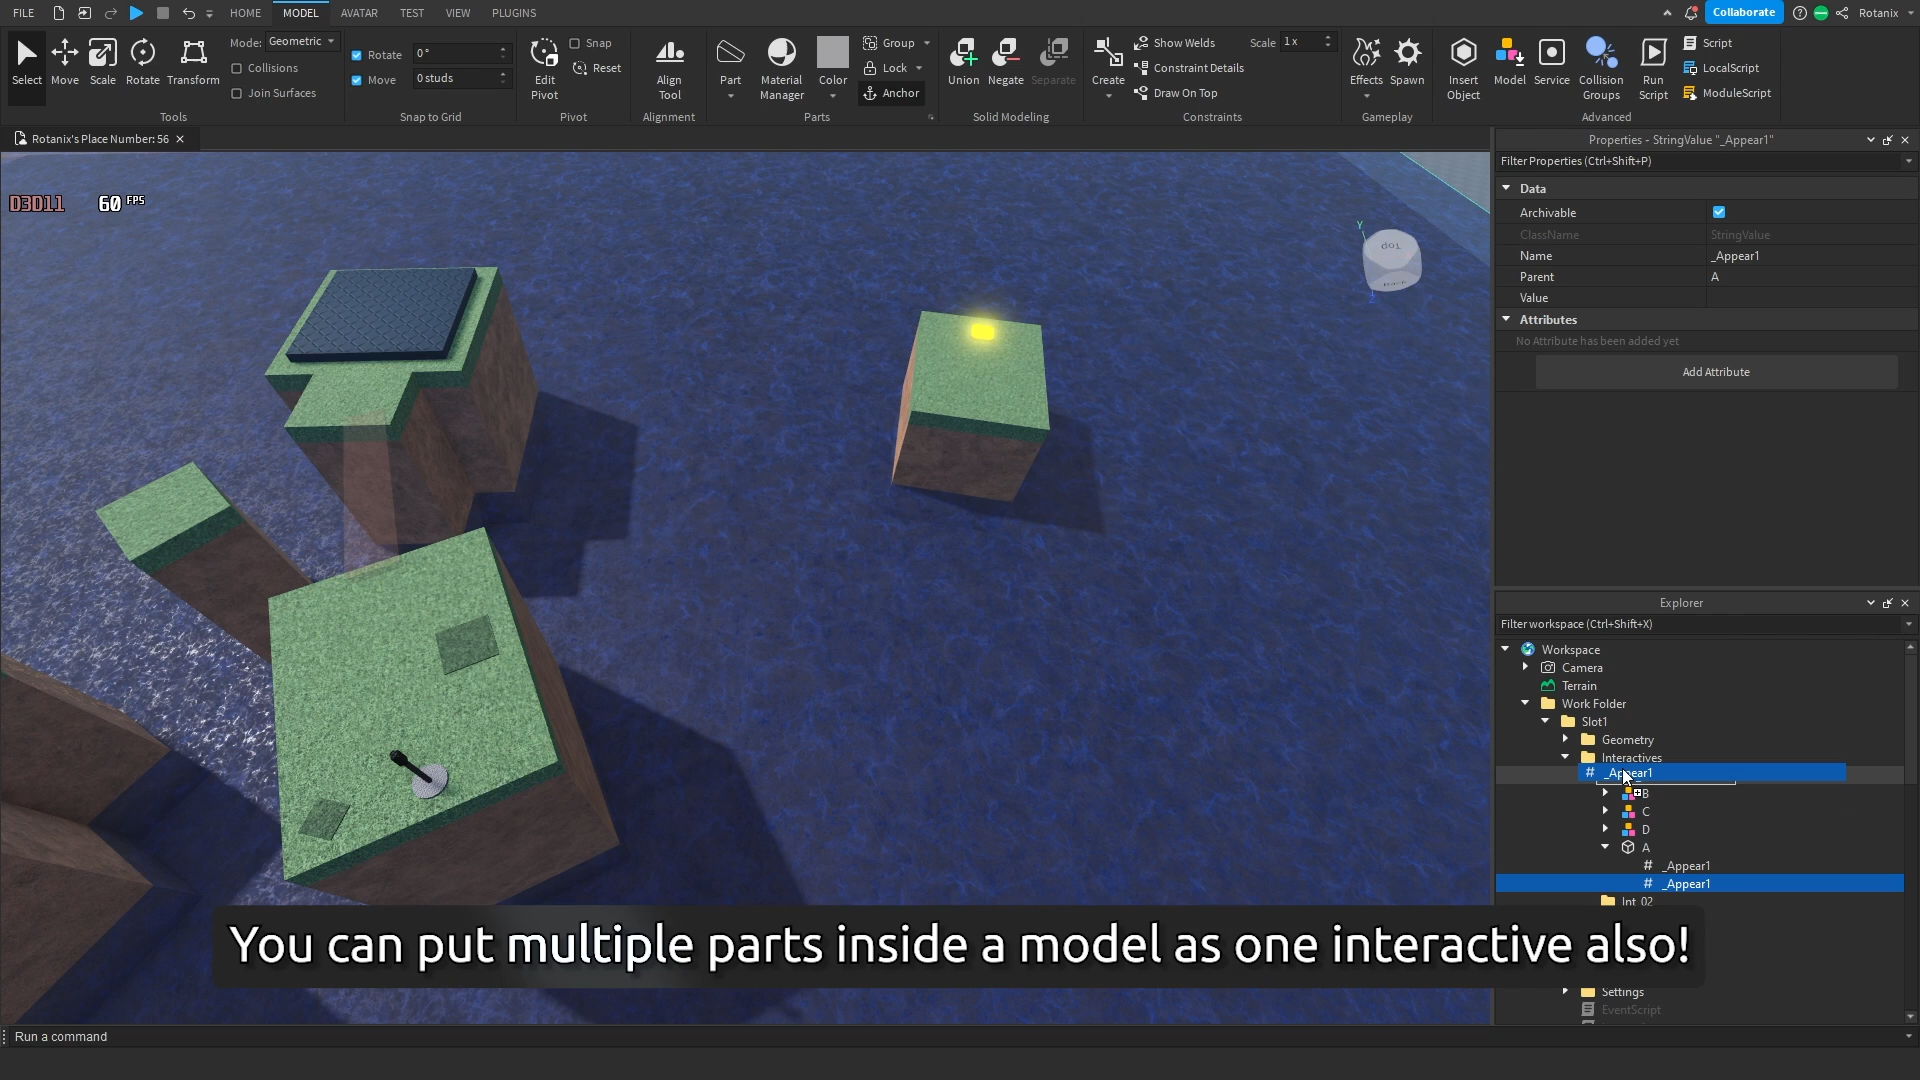 FILE HOME MODEL AVATAR TEST VIEW PLUGINS Collaborate Rotanix
Select Move Scale Rotate Transform
Mode: Geometric
Collisions
Join Surfaces
Tools
Rotate 0 °
Move 0 studs
Snap to Grid
Edit Pivot
Snap
Reset
Pivot
Align Tool
Alignment
Part Material Manager Color
Group
Lock
Anchor
Parts
Union Negate Separate
Solid Modeling
Create
Show Welds
Scale 1 x
Constraint Details
Draw On Top
Constraints
Effects Spawn
Gameplay
Insert Object Model Service Collision Groups Run Script
Script
LocalScript
ModuleScript
Advanced
Rotanix's Place Number: 56
D3D11 60 FPS
Y
Top
Back
Z
Properties - StringValue "_Appear1"
Filter Properties (Ctrl+Shift+P)
Data
Archivable
ClassName StringValue
Name _Appear1
Parent A
Value
Attributes
No Attribute has been added yet
Add Attribute
Explorer
Filter workspace (Ctrl+Shift+X)
Workspace
Camera
Terrain
Work Folder
Slot1
Geometry
Interactives
# _Appear1
B
C
D
A
# _Appear1
# _Appear1
Int_02
Settings
EventScript
You can put multiple parts inside a model as one interactive also!
Run a command